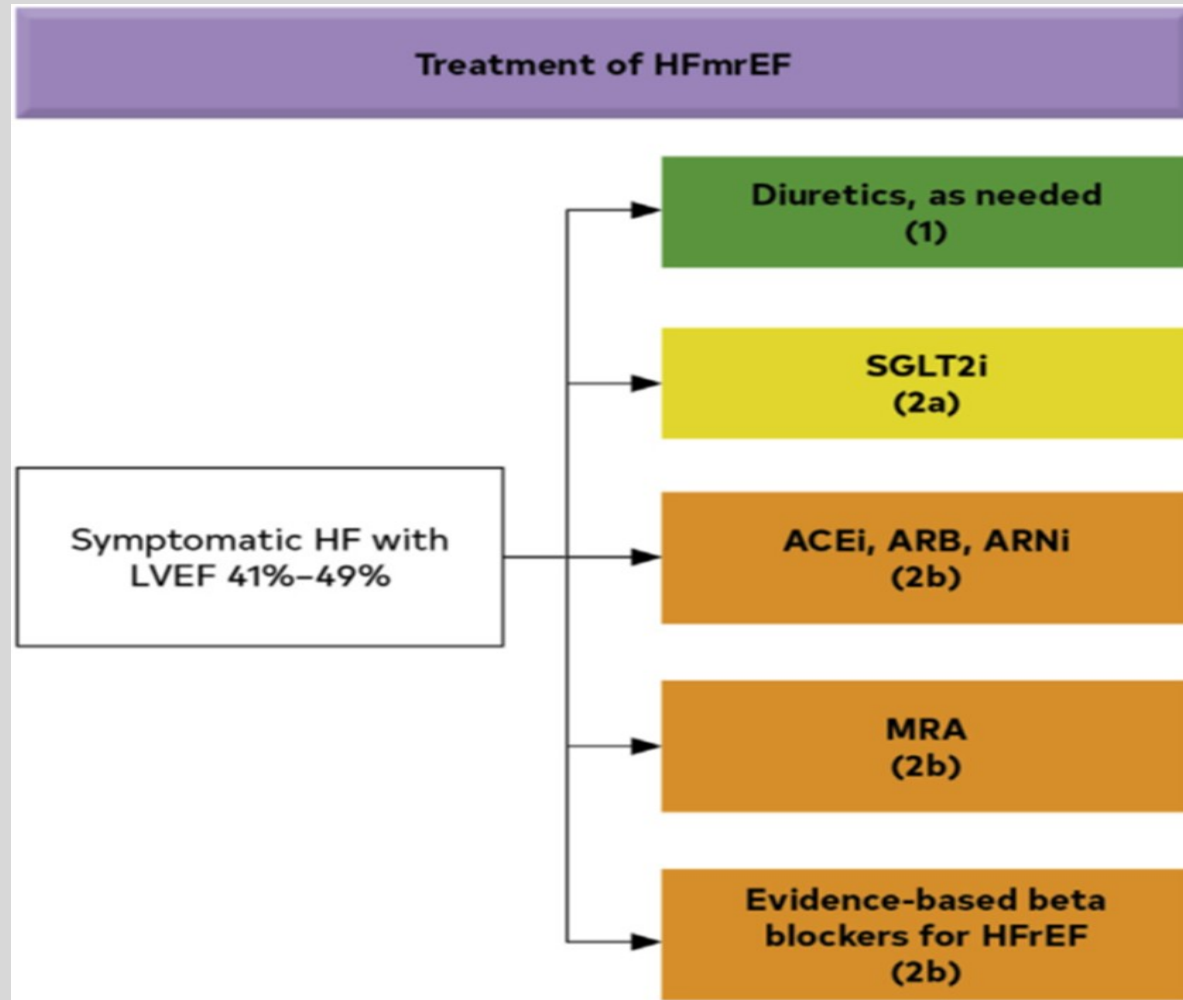 Treatment of HFmrEF
Diuretics, as needed
(1)
SGLT2i
(2a)
Symptomatic HF with
LVEF 41%–49%
ACEi, ARB, ARNi
(2b)
MRA
(2b)
Evidence-based beta
blockers for HFrEF
(2b)